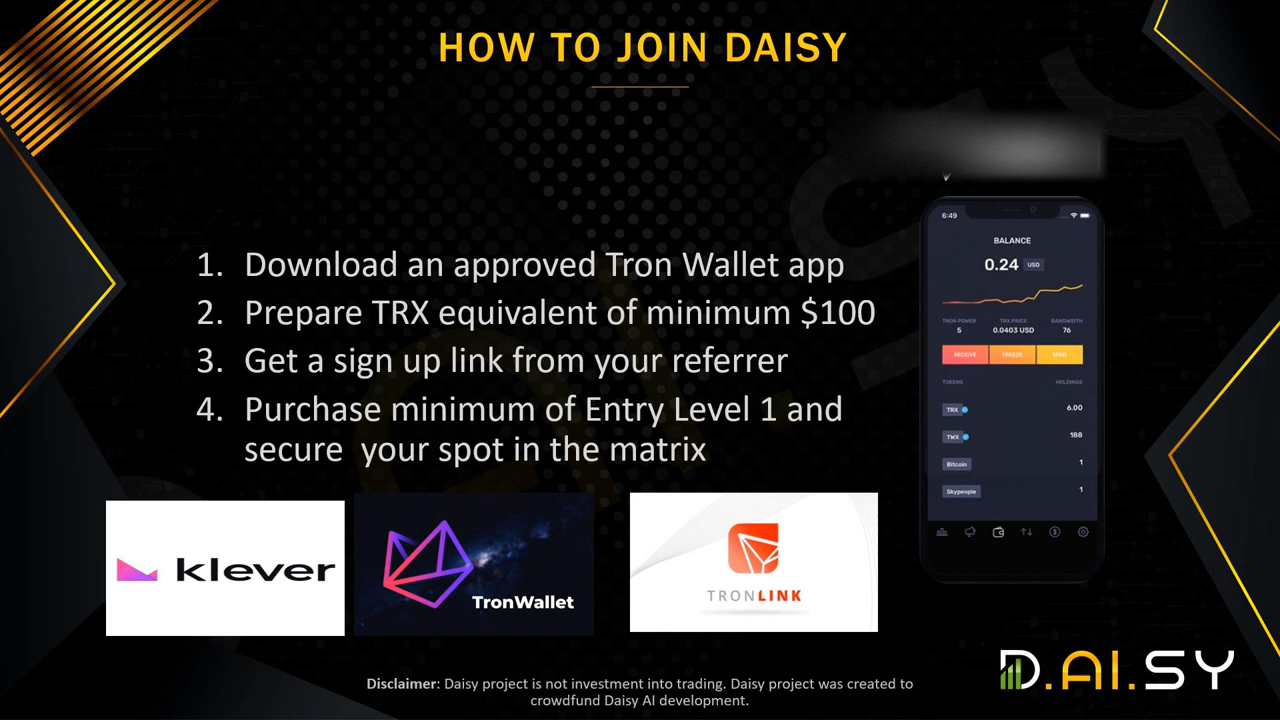 HOW TO JOIN DAISY
1. Download an approved Tron Wallet app
2. Prepare TRX equivalent of minimum $100
3. Get a sign up link from your referrer
4. Purchase minimum of Entry Level 1 and
secure your spot in the matrix
6:49
BALANCE
0.24 USD
TRON POWER TRX PRICE BANDWIDTH
5 0.0403 USD 76
RECEIVE FREEZE SEND
TOKENS HOLDINGS
TRX 6.00
TWX 188
Bitcoin 1
Skypeople 1
klever
TronWallet
TRONLINK
D.AI.SY
Disclaimer: Daisy project is not investment into trading. Daisy project was created to
crowdfund Daisy AI development.